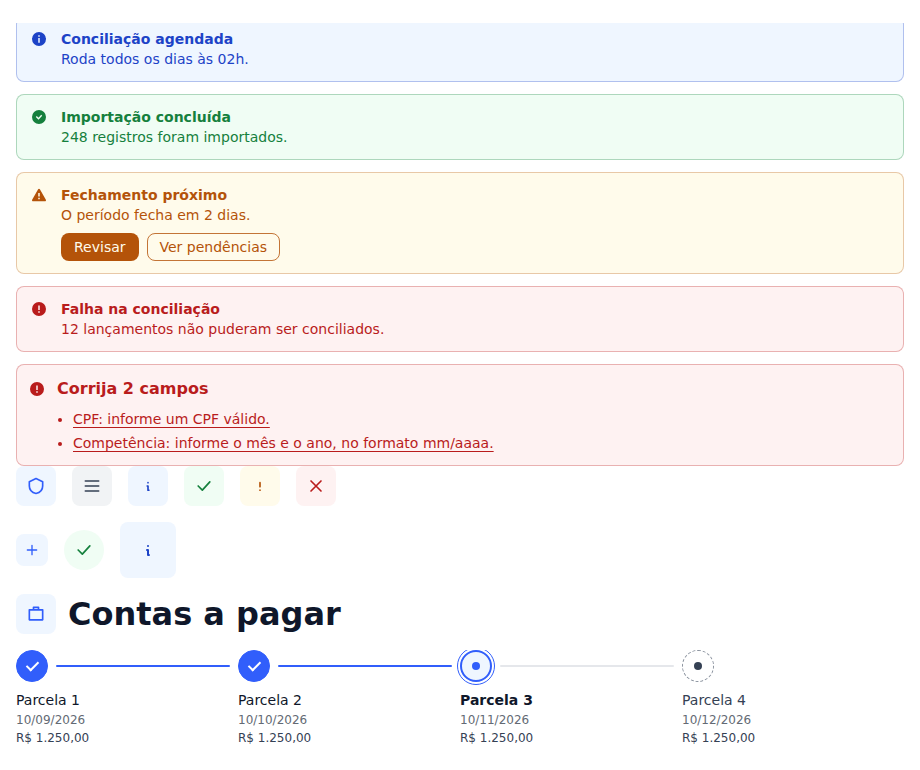 Conciliação agendada
Roda todos os dias às 02h.
Importação concluída
248 registros foram importados.
Fechamento próximo
O período fecha em 2 dias.
Revisar
Ver pendências
Falha na conciliação
12 lançamentos não puderam ser conciliados.
Corrija 2 campos
CPF: informe um CPF válido.
Competência: informe o mês e o ano, no formato mm/aaaa.
Contas a pagar
Parcela 1
10/09/2026
R$ 1.250,00
Parcela 2
10/10/2026
R$ 1.250,00
Parcela 3
10/11/2026
R$ 1.250,00
Parcela 4
10/12/2026
R$ 1.250,00